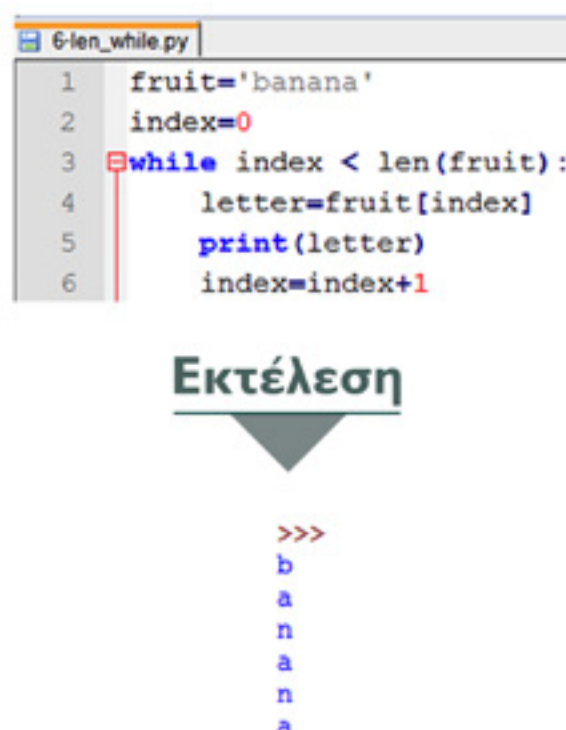 6-len_while.py
1 fruit='banana'
2 index=0
3 while index < len(fruit):
4 letter=fruit[index]
5 print(letter)
6 index=index+1
Εκτέλεση
>>>
b
a
n
a
n
a